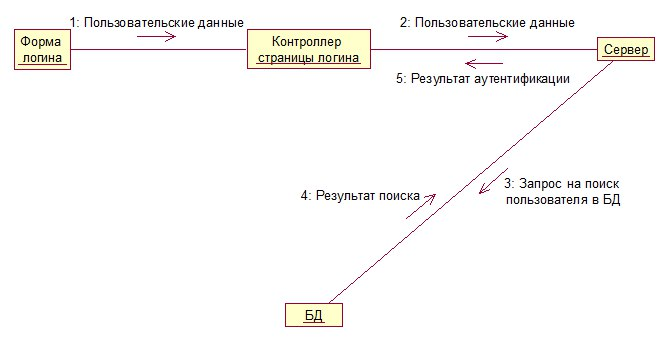 1: Пользовательские данные
2: Пользовательские данные
Форма
логина
Контроллер
страницы логина
Сервер
5: Результат аутентификации
3: Запрос на поиск
пользователя в БД
4: Результат поиска
БД